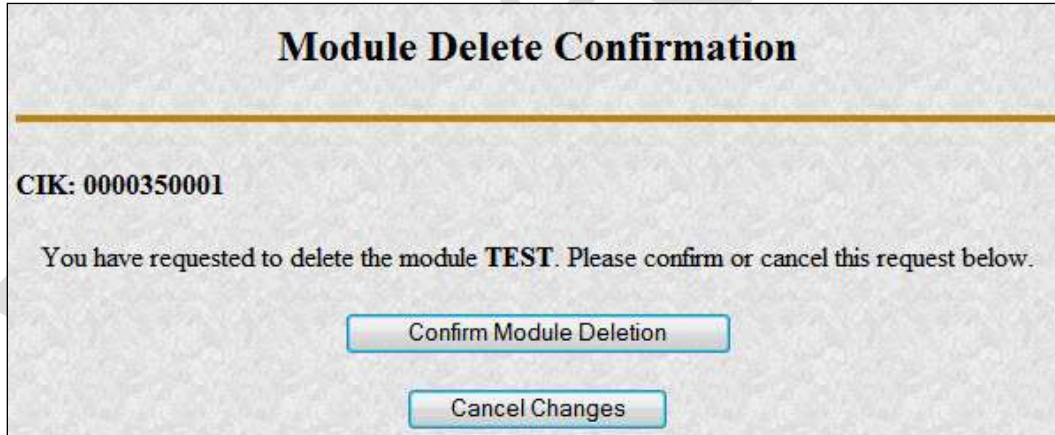 Module Delete Confirmation
CIK: 0000350001
You have requested to delete the module TEST. Please confirm or cancel this request below.
Confirm Module Deletion
Cancel Changes